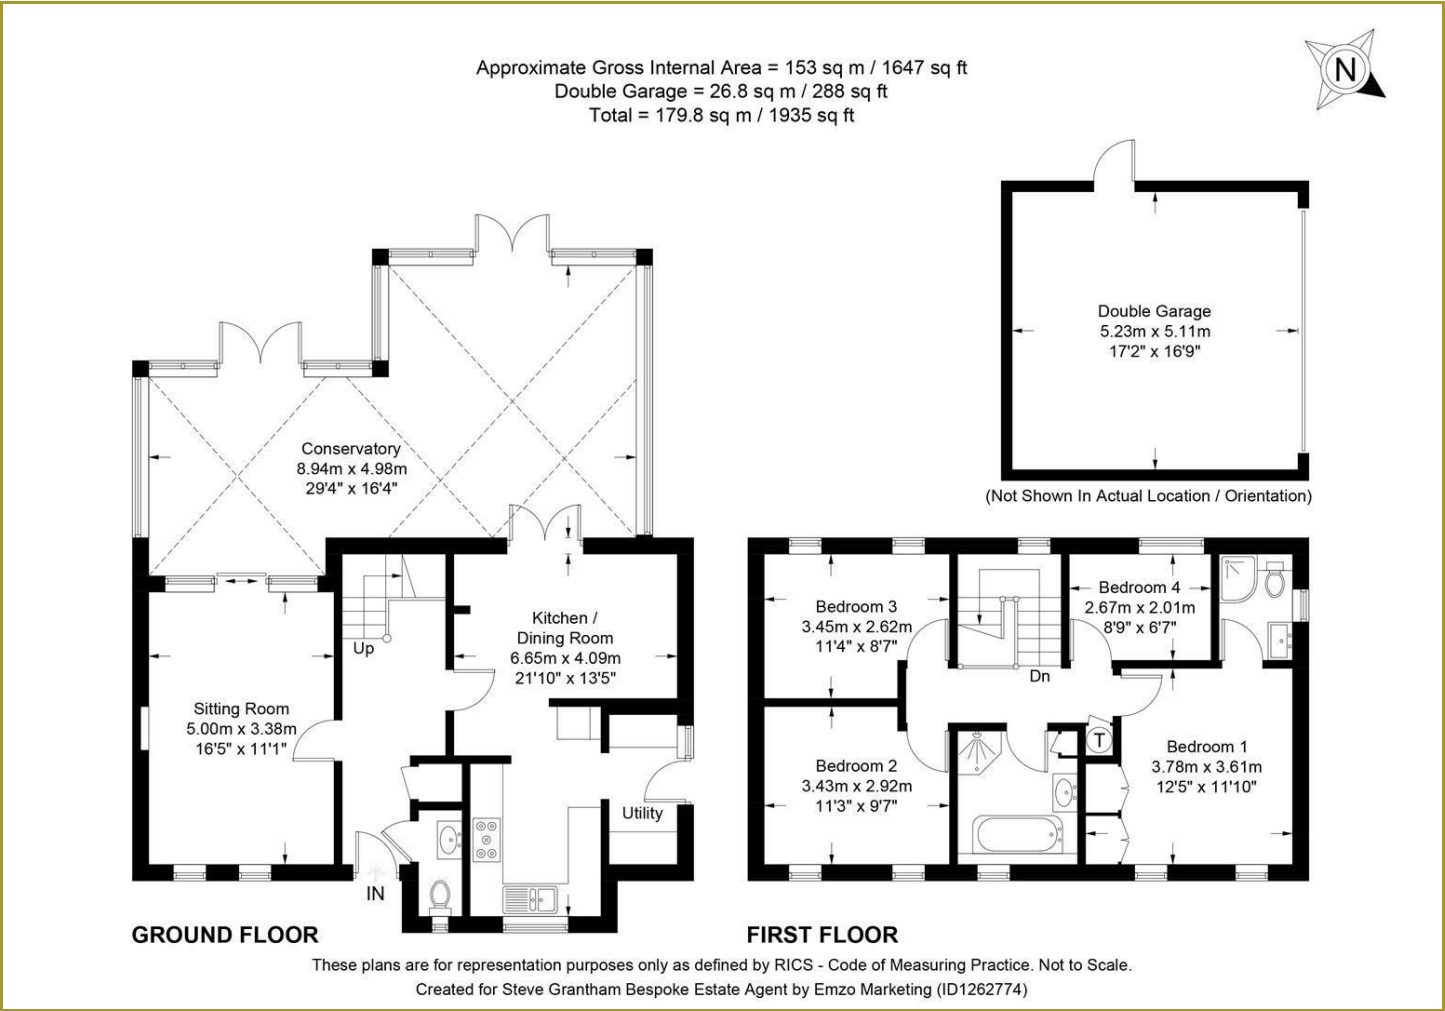 Approximate Gross Internal Area = 153 sq m / 1647 sq ft
Double Garage = 26.8 sq m / 288 sq ft
Total = 179.8 sq m / 1935 sq ft
N
Double Garage
5.23m x 5.11m
17'2" x 16'9"
(Not Shown In Actual Location / Orientation)
Conservatory
8.94m x 4.98m
29'4" x 16'4"
Kitchen /
Dining Room
6.65m x 4.09m
21'10" x 13'5"
Up
Sitting Room
5.00m x 3.38m
16'5" x 11'1"
Utility
IN
GROUND FLOOR
Bedroom 3
3.45m x 2.62m
11'4" x 8'7"
Bedroom 4
2.67m x 2.01m
8'9" x 6'7"
Dn
T
Bedroom 2
3.43m x 2.92m
11'3" x 9'7"
Bedroom 1
3.78m x 3.61m
12'5" x 11'10"
FIRST FLOOR
These plans are for representation purposes only as defined by RICS - Code of Measuring Practice. Not to Scale.
Created for Steve Grantham Bespoke Estate Agent by Emzo Marketing (ID1262774)